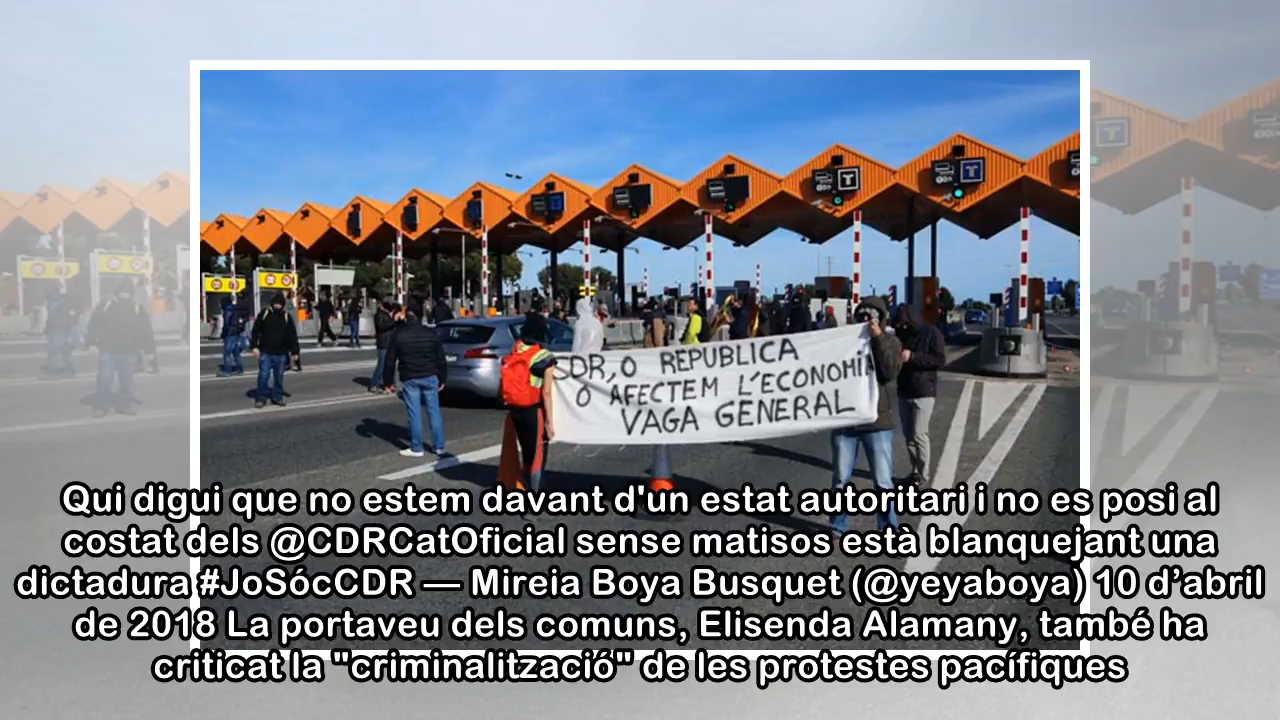 CDR, O REPUBLICA
O AFECTEM L'ECONOMIA
VAGA GENERAL
Qui digui que no estem davant d'un estat autoritari i no es posi al
costat dels @CDRCatOficial sense matisos està blanquejant una
dictadura #JoSócCDR — Mireia Boya Busquet (@yeyaboya) 10 d’abril
de 2018 La portaveu dels comuns, Elisenda Alamany, també ha
criticat la "criminalització" de les protestes pacífiques